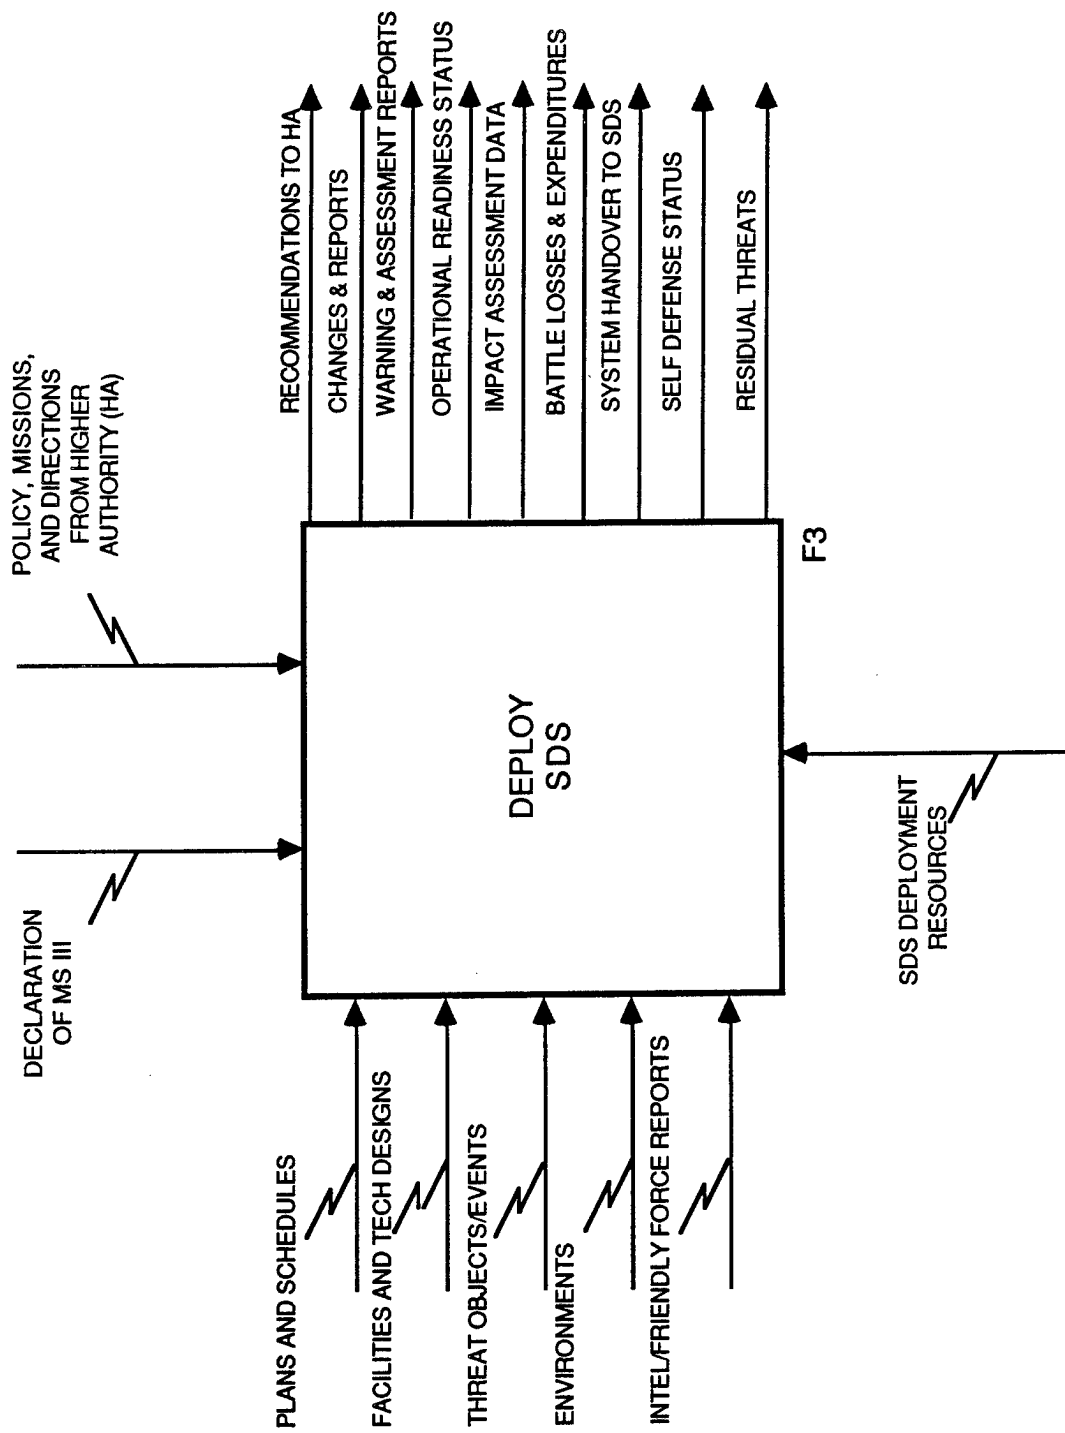 DECLARATION
OF MS III
POLICY, MISSIONS,
AND DIRECTIONS
FROM HIGHER
AUTHORITY (HA)
PLANS AND SCHEDULES
FACILITIES AND TECH DESIGNS
THREAT OBJECTS/EVENTS
ENVIRONMENTS
INTEL/FRIENDLY FORCE REPORTS
DEPLOY
SDS
RECOMMENDATIONS TO HA
CHANGES & REPORTS
WARNING & ASSESSMENT REPORTS
OPERATIONAL READINESS STATUS
IMPACT ASSESSMENT DATA
BATTLE LOSSES & EXPENDITURES
SYSTEM HANDOVER TO SDS
SELF DEFENSE STATUS
RESIDUAL THREATS
F3
SDS DEPLOYMENT
RESOURCES